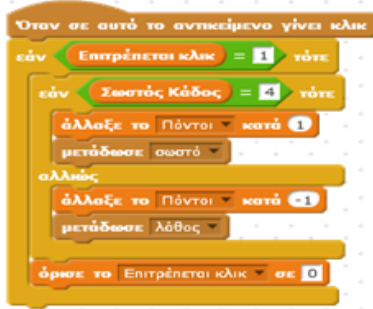 Όταν σε αυτό το αντικείμενο γίνει κλικ
εάν Επιτρέπεται κλικ = 1 τότε
εάν Σωστός Κάδος = 4 τότε
άλλαξε το Πόντοι κατά 1
μετάδωσε σωστό
αλλιώς
άλλαξε το Πόντοι κατά -1
μετάδωσε λάθος
όρισε το Επιτρέπεται κλικ σε 0